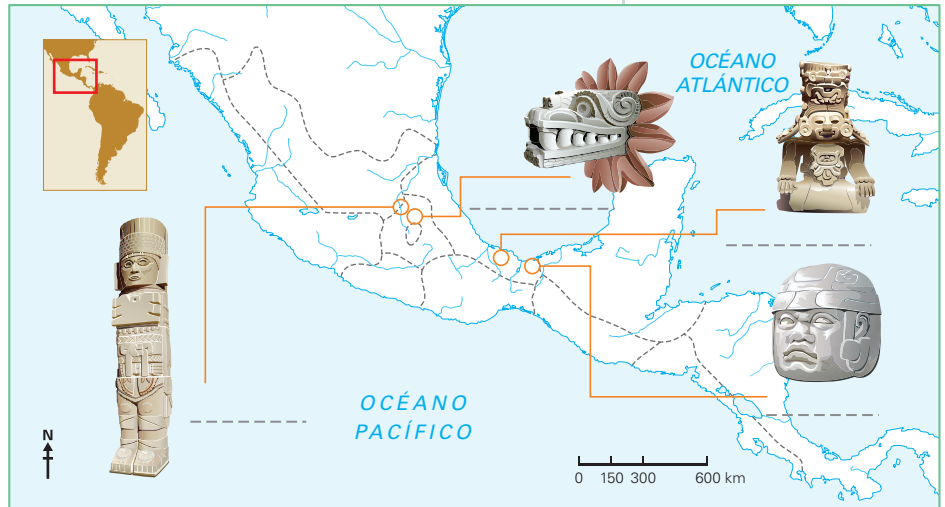 OCÉANO
ATLÁNTICO
OCÉANO
PACÍFICO
N
0 150 300 600 km